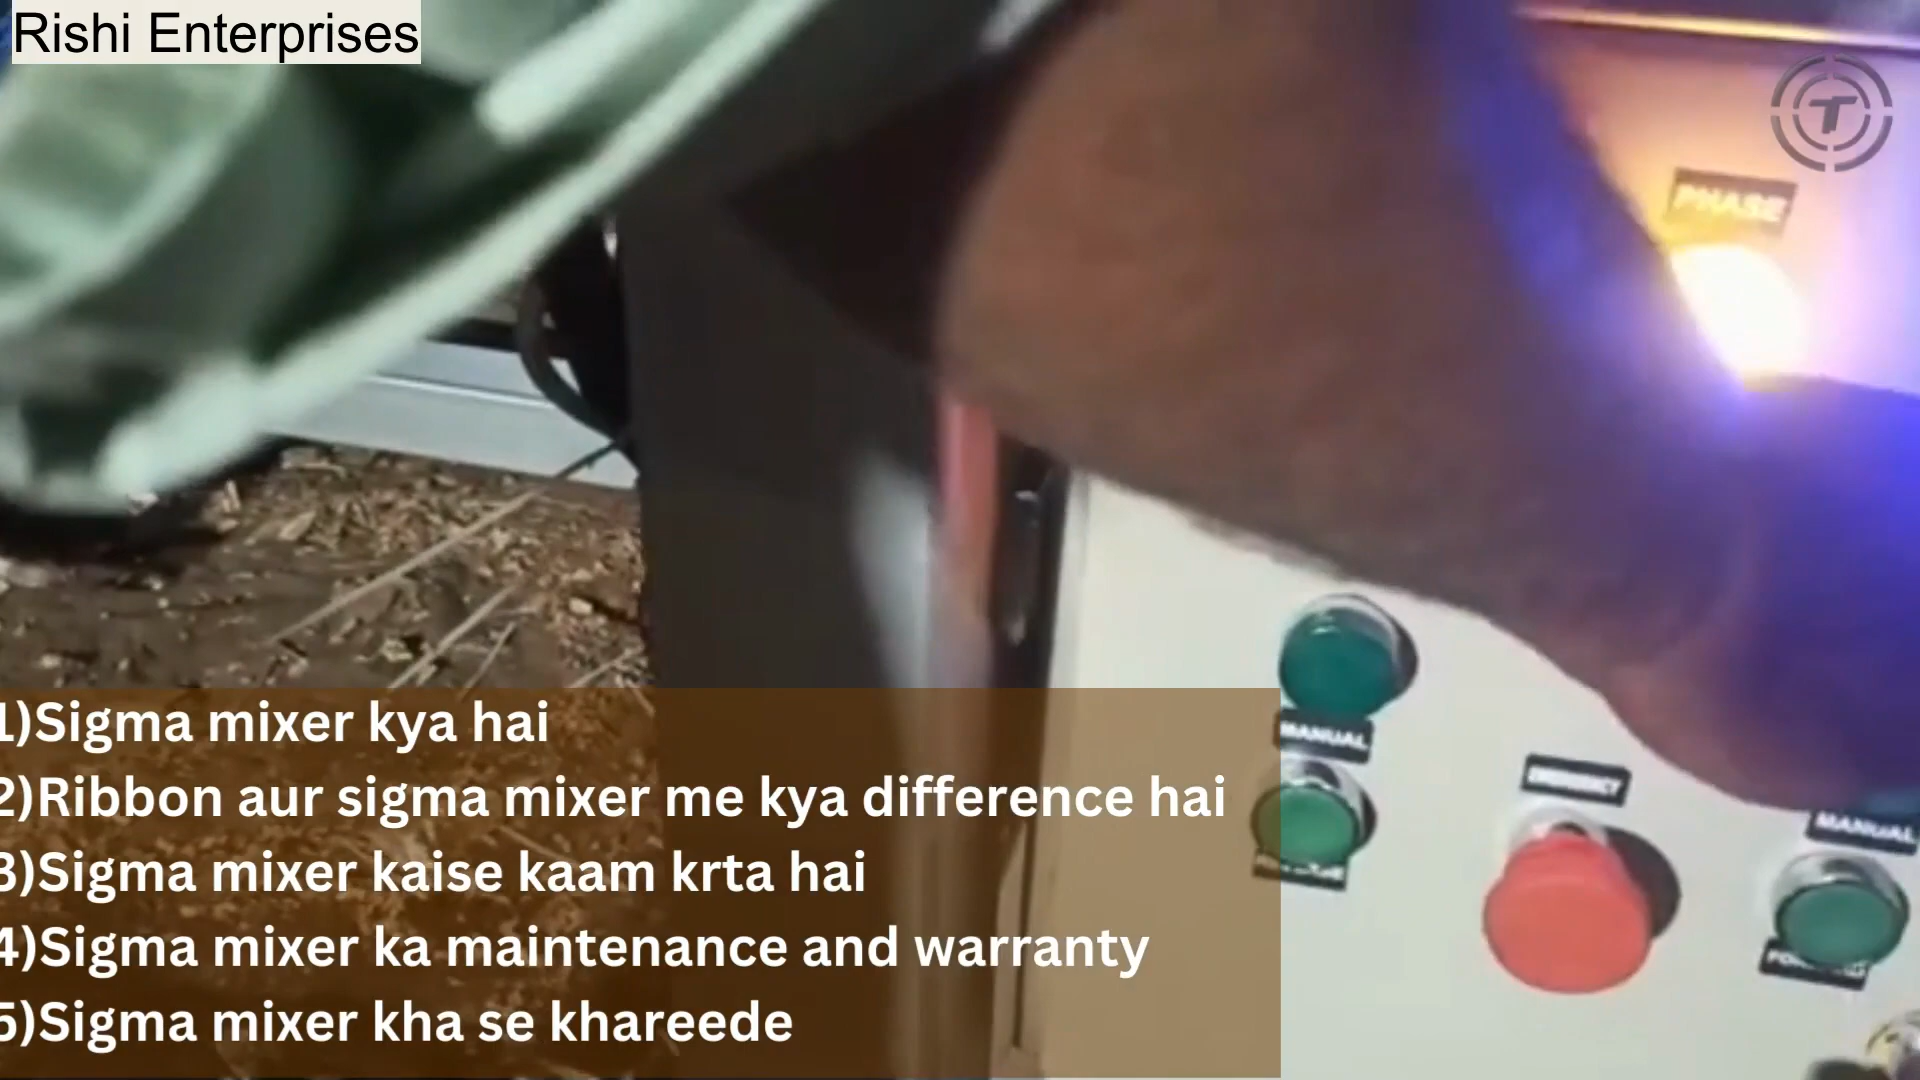 Rishi Enterprises
PHASE
1)Sigma mixer kya hai
2)Ribbon aur sigma mixer me kya difference hai
3)Sigma mixer kaise kaam krta hai
4)Sigma mixer ka maintenance and warranty
5)Sigma mixer kha se khareede
MANUAL
MANUAL